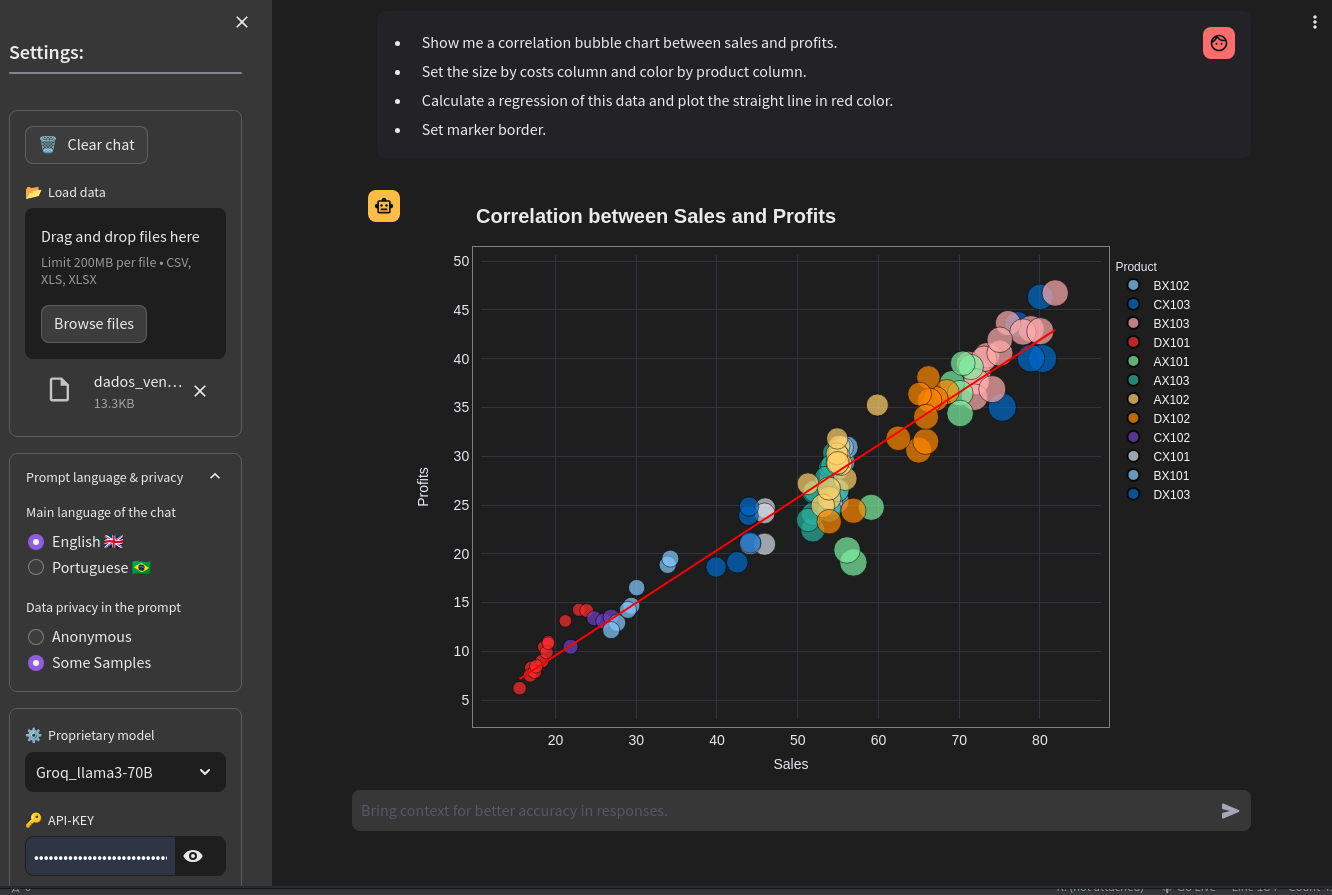 Settings:
Clear chat
Load data
Drag and drop files here
Limit 200MB per file • CSV,
XLS, XLSX
Browse files
dados_ven...
13.3KB
Prompt language & privacy
Main language of the chat
English
Portuguese
Data privacy in the prompt
Anonymous
Some Samples
Proprietary model
Groq_llama3-70B
API-KEY
• Show me a correlation bubble chart between sales and profits.
• Set the size by costs column and color by product column.
• Calculate a regression of this data and plot the straight line in red color.
• Set marker border.
Correlation between Sales and Profits
50
45
40
35
30
25
20
15
10
5
Profits
20 30 40 50 60 70 80
Sales
Product
BX102
CX103
BX103
DX101
AX101
AX103
AX102
DX102
CX102
CX101
BX101
DX103
Bring context for better accuracy in responses.